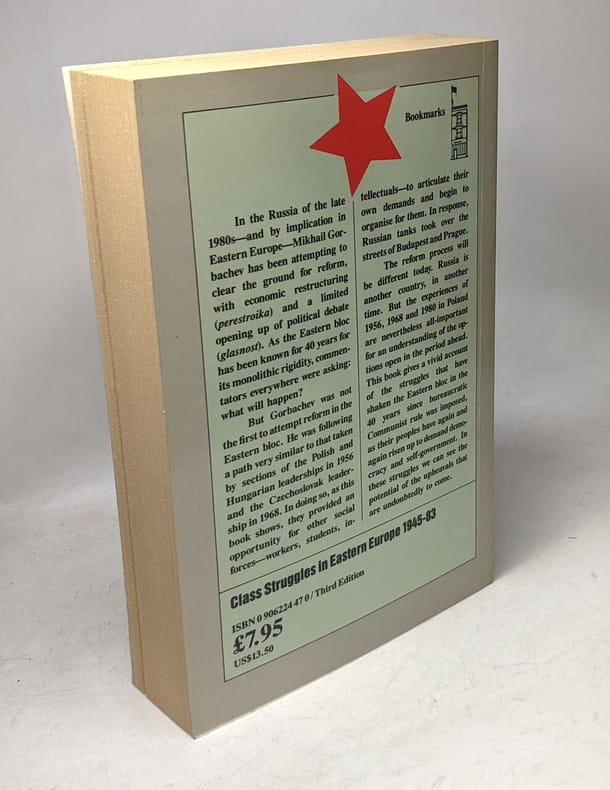 Bookmarks
In the Russia of the late
1980s—and by implication in
Eastern Europe—Mikhail Gor-
bachev has been attempting to
clear the ground for reform,
with economic restructuring
(perestroika) and a limited
opening up of political debate
(glasnost). As the Eastern bloc
has been known for 40 years for
its monolithic rigidity, commen-
tators everywhere were asking:
what will happen?
But Gorbachev was not
the first to attempt reform in the
Eastern bloc. He was following
a path very similar to that taken
by sections of the Polish and
Hungarian leaderships in 1956
and the Czechoslovak leader-
ship in 1968. In doing so, as this
book shows, they provided an
opportunity for other social
forces—workers, students, in-
tellectuals—to articulate their
own demands and begin to
organise for them. In response,
Russian tanks took over the
streets of Budapest and Prague.
The reform process will
be different today. Russia is
another country, in another
time. But the experiences of
1956, 1968 and 1980 in Poland
are nevertheless all-important
for an understanding of the op-
tions open in the period ahead.
This book gives a vivid account
of the struggles that have
shaken the Eastern bloc in the
40 years since bureaucratic
Communist rule was imposed,
as their peoples have again and
again risen up to demand demo-
cracy and self-government. In
these struggles we can see the
potential of the upheavals that
are undoubtedly to come.
Class Struggles in Eastern Europe 1945-83
ISBN 0 906224 47 0 / Third Edition
£7.95
US$13.50